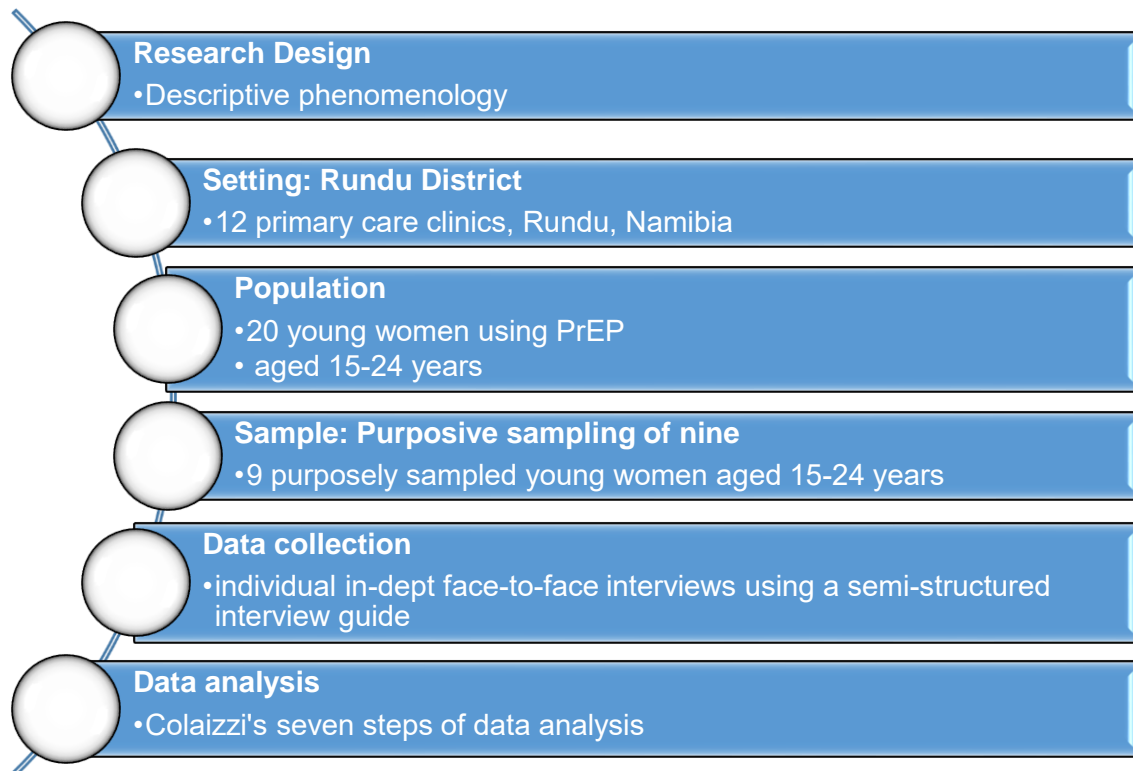 Research Design
•Descriptive phenomenology
Setting: Rundu District
•12 primary care clinics, Rundu, Namibia
Population
•20 young women using PrEP
• aged 15-24 years
Sample: Purposive sampling of nine
•9 purposely sampled young women aged 15-24 years
Data collection
•individual in-dept face-to-face interviews using a semi-structured
interview guide
Data analysis
•Colaizzi's seven steps of data analysis